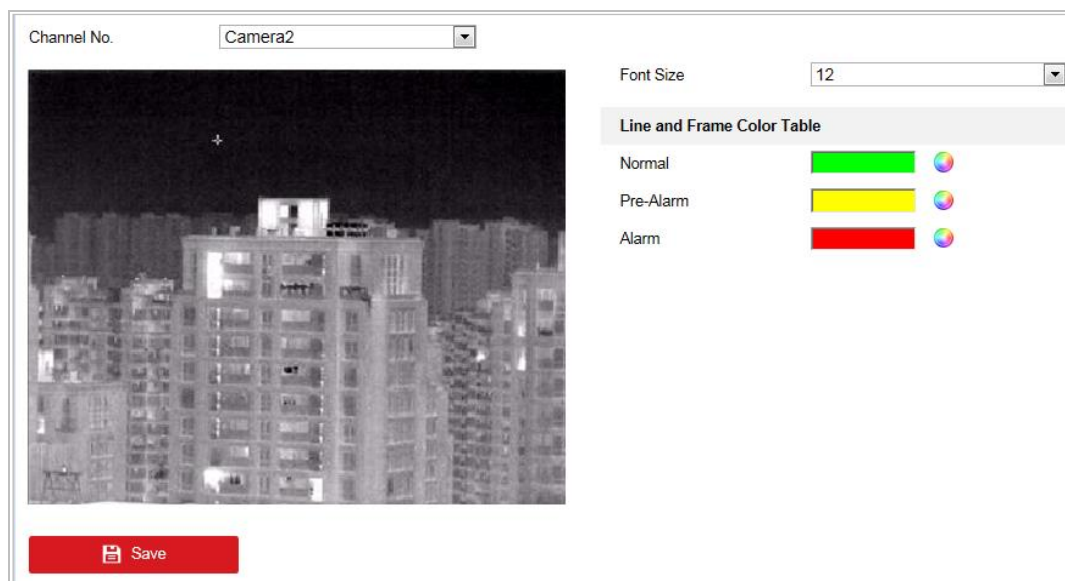 Channel No. Camera2
Font Size 12
Line and Frame Color Table
Normal
Pre-Alarm
Alarm
Save